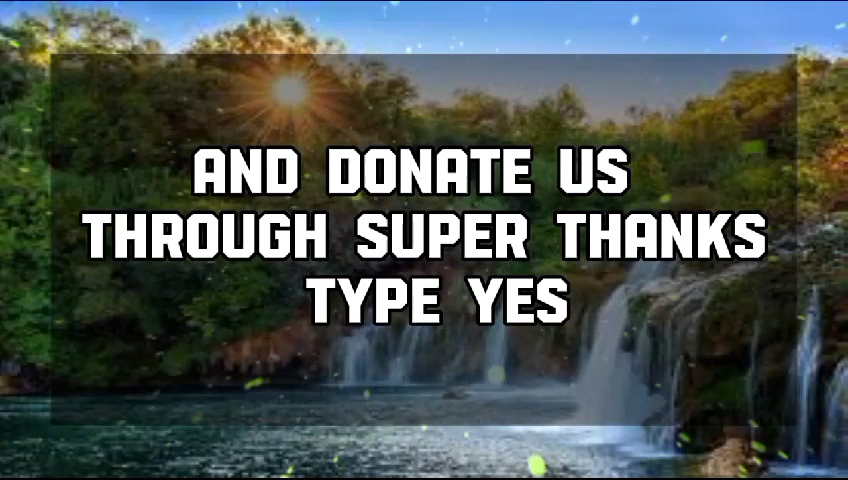 AND DONATE US
THROUGH SUPER THANKS
TYPE YES